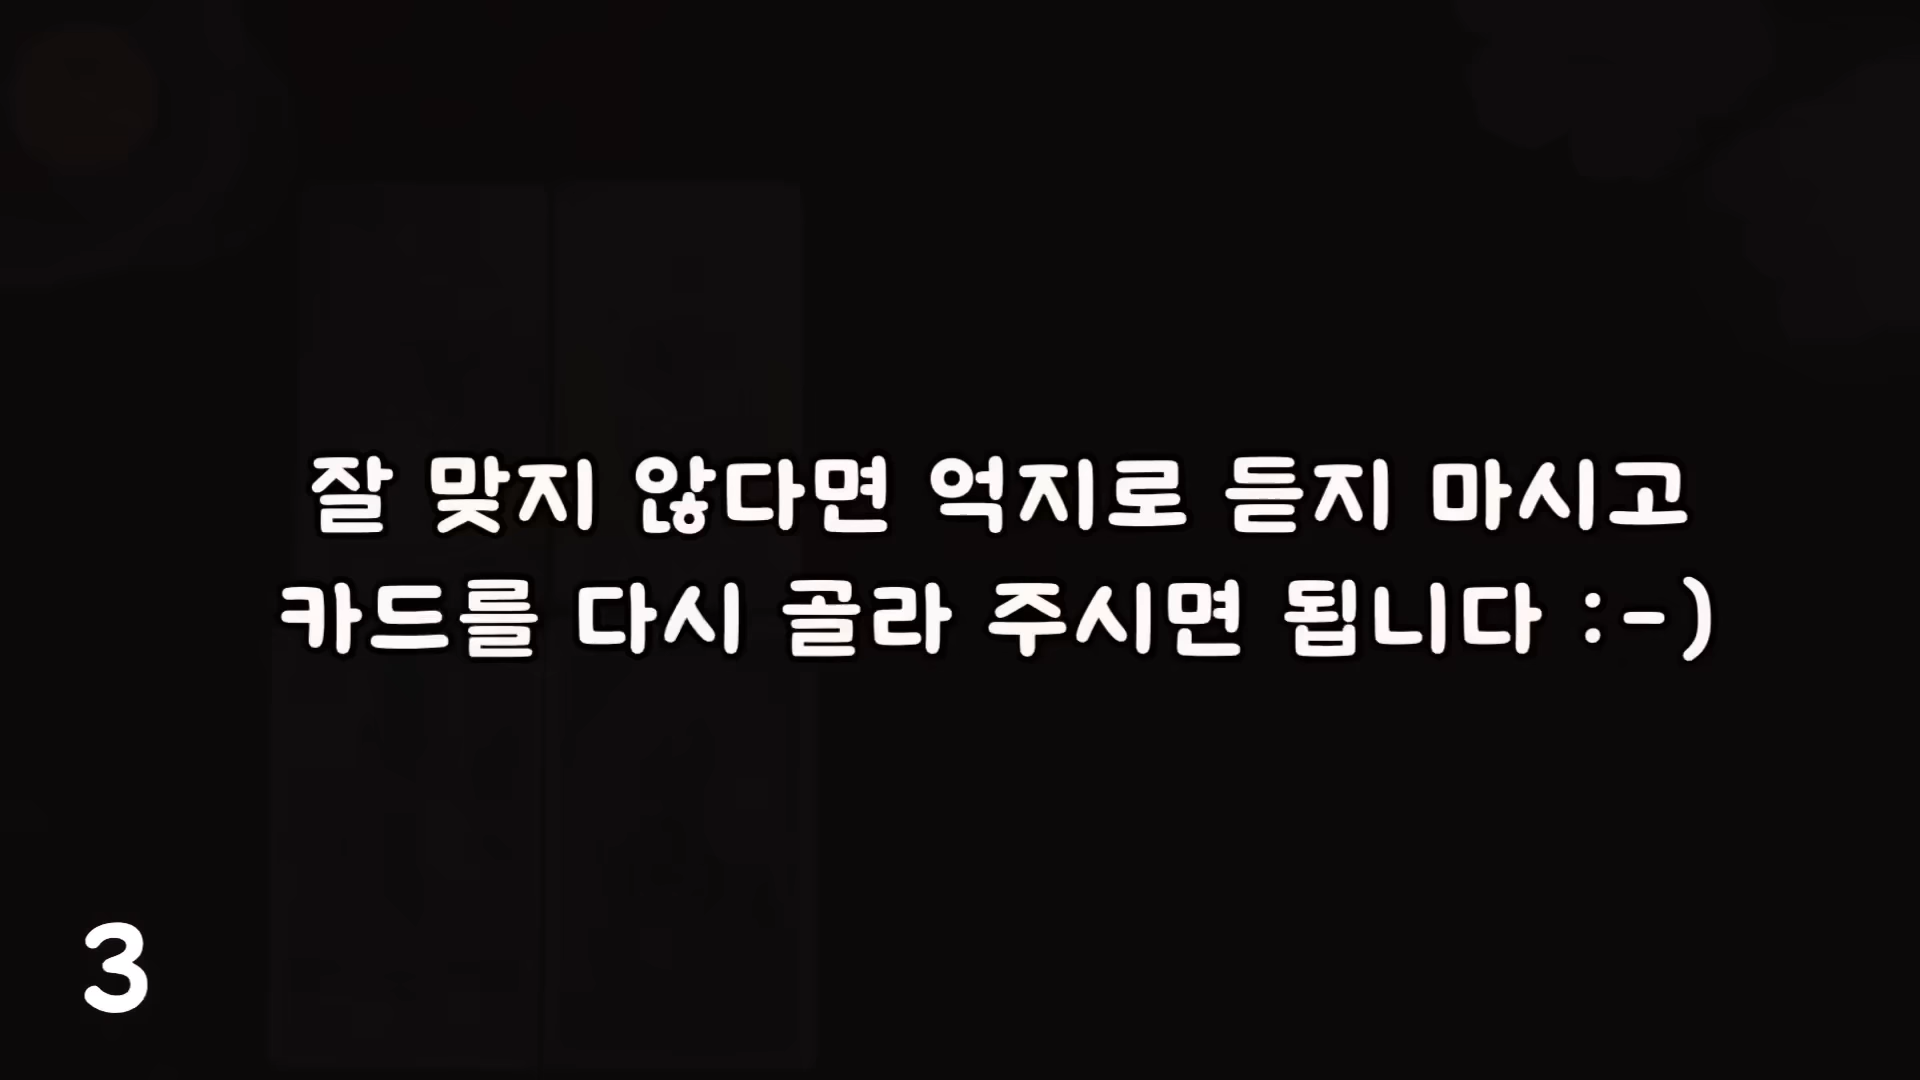 잘 맞지 않다면 억지로 듣지 마시고
카드를 다시 골라 주시면 됩니다 :-)
3